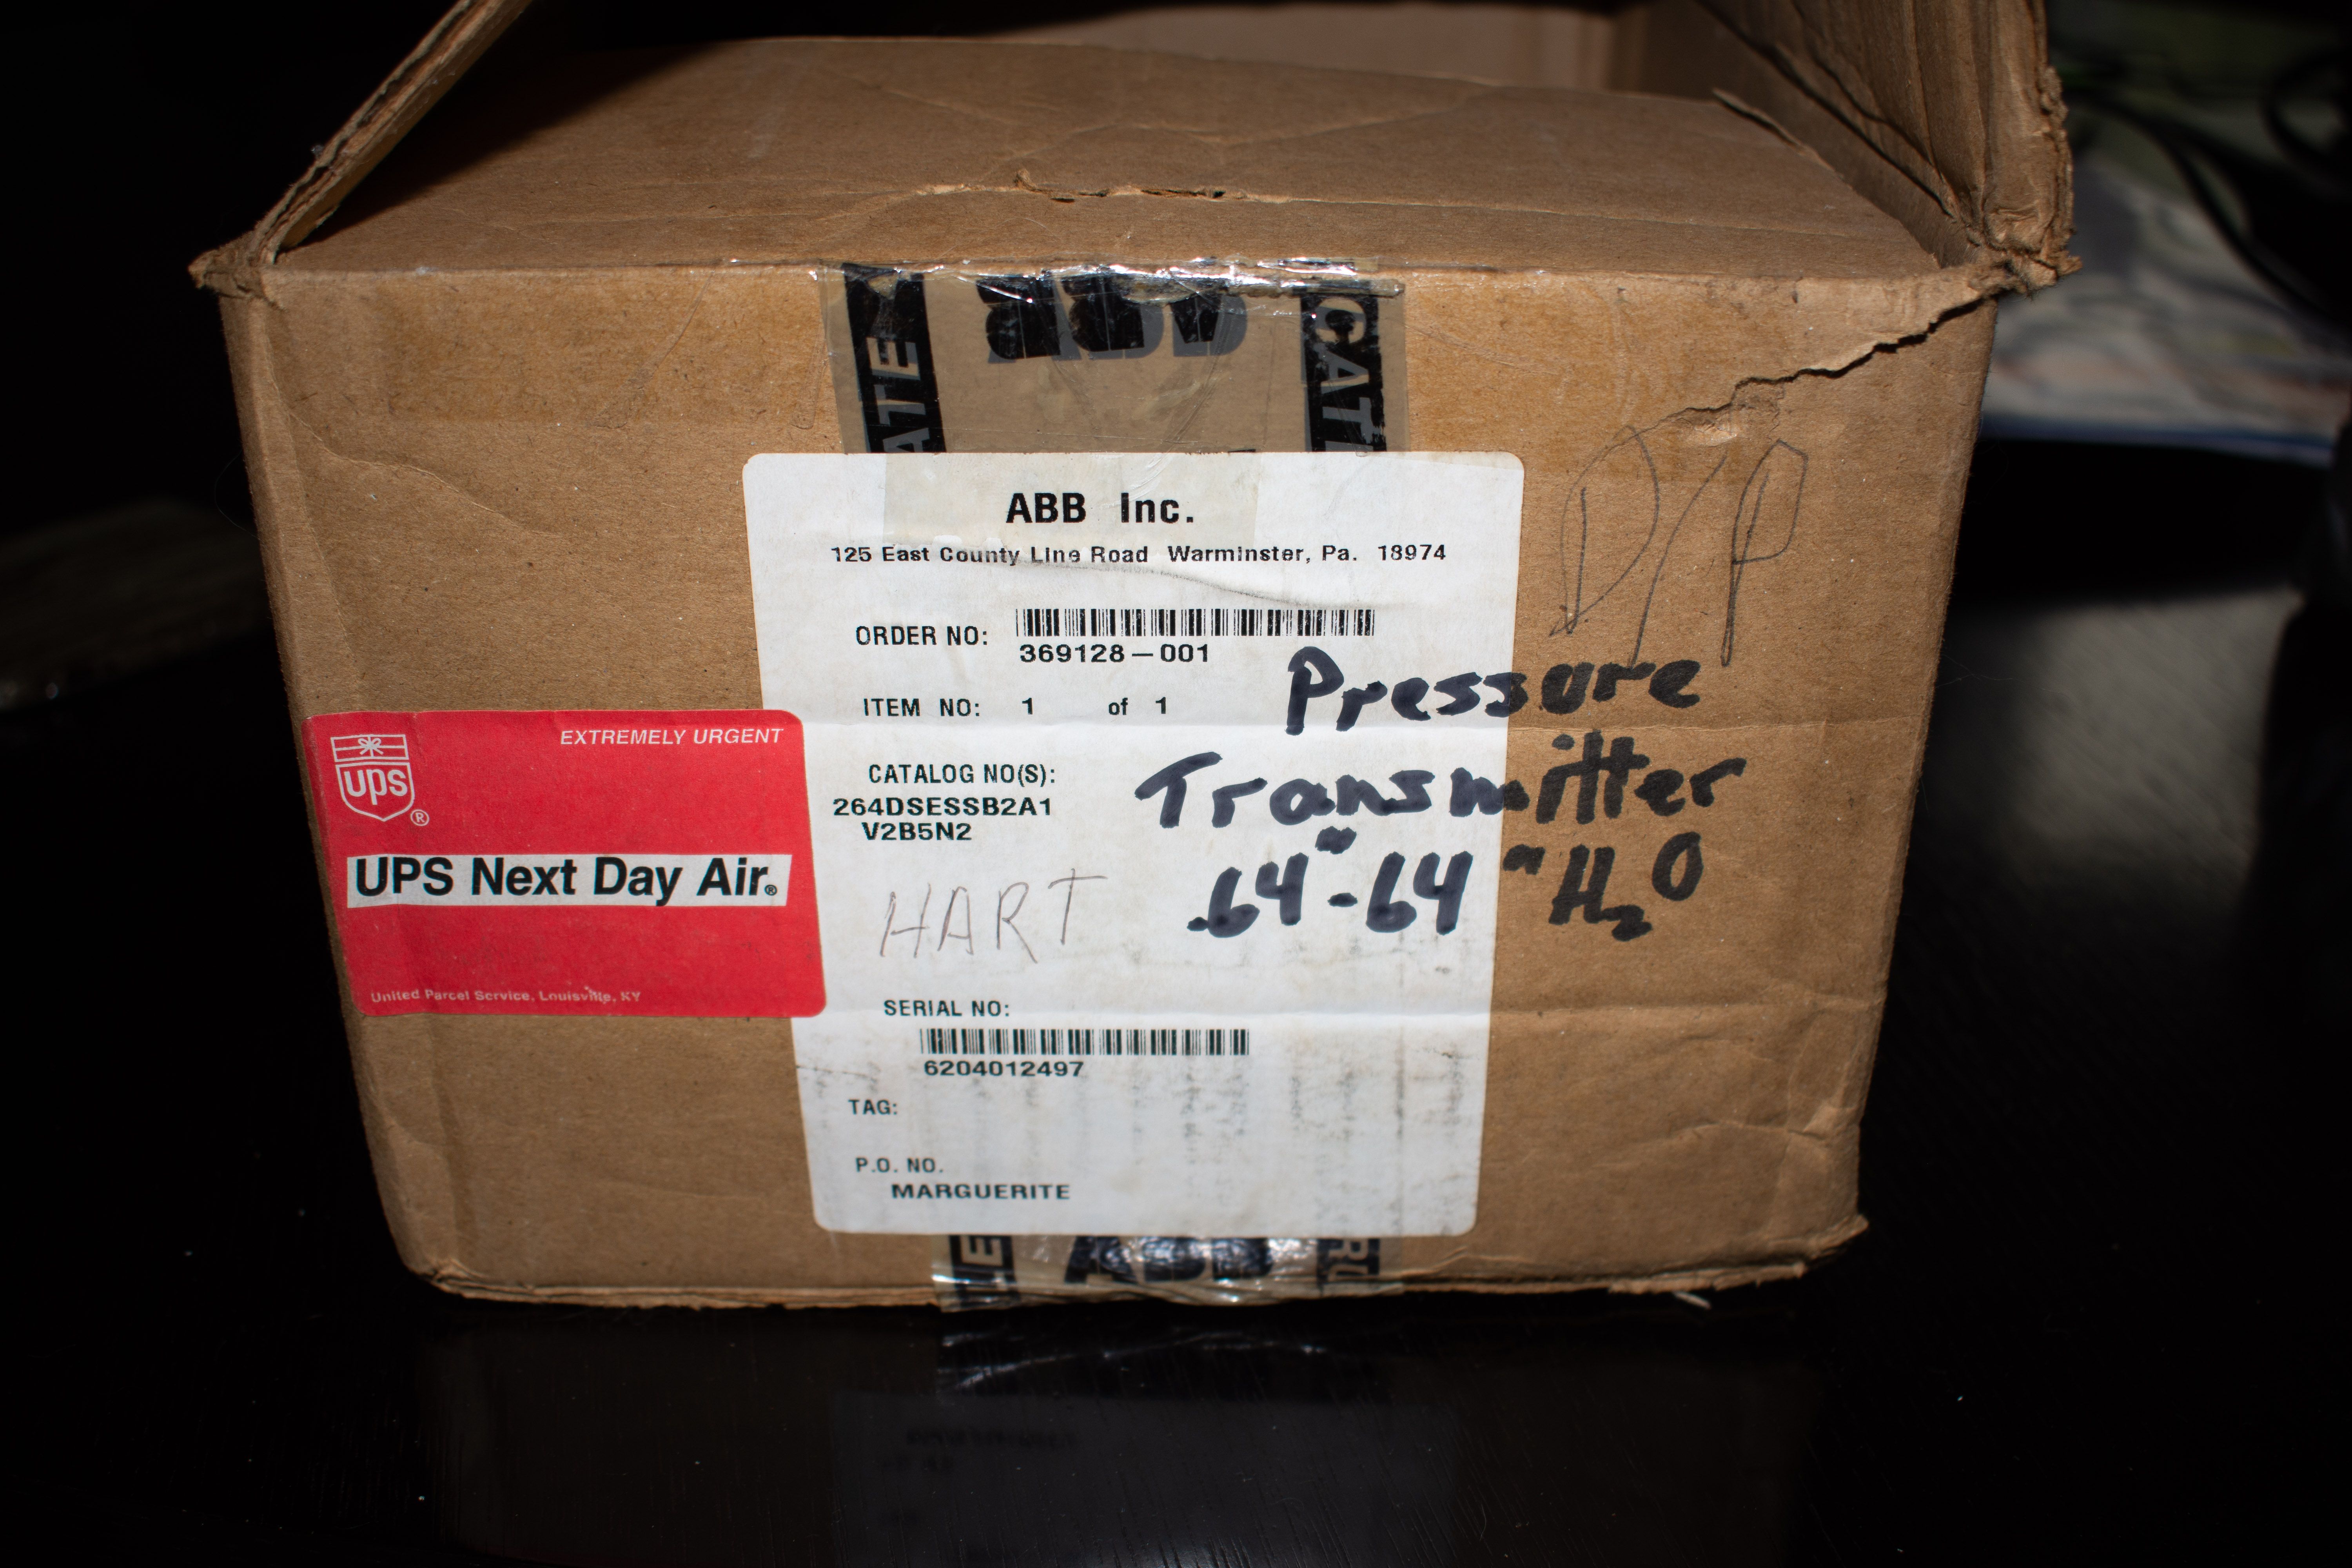 ATE
ABB
CAT
ABB Inc.
125 East County Line Road Warminster, Pa. 18974
ORDER NO:
369128-001
ITEM NO: 1 of 1
CATALOG NO(S):
264DSESSB2A1
V2B5N2
HART
SERIAL NO:
6204012497
TAG:
P.O. NO.
MARGUERITE
D/P
Pressure
Transmitter
.64"-64" H₂O
EXTREMELY URGENT
ups®
UPS Next Day Air®
United Parcel Service, Louisville, KY
ABB